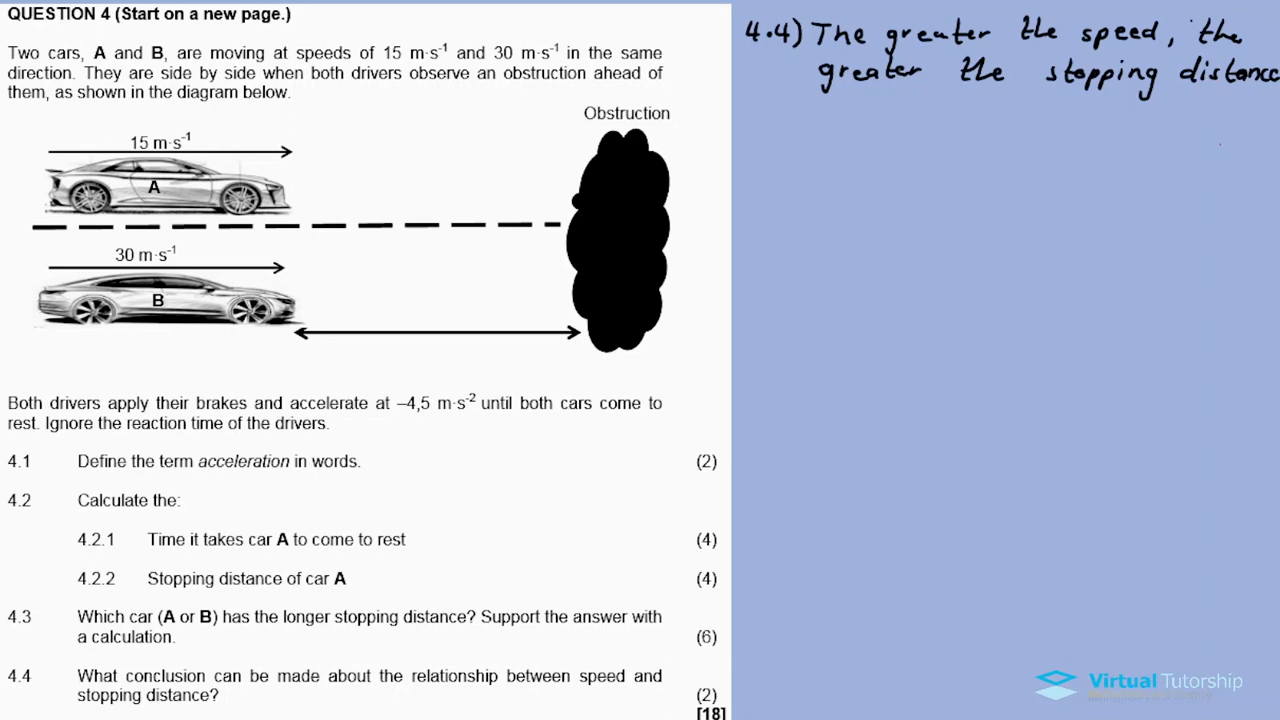 QUESTION 4 (Start on a new page.)
Two cars, A and B, are moving at speeds of 15 m·s⁻¹ and 30 m·s⁻¹ in the same
direction. They are side by side when both drivers observe an obstruction ahead of
them, as shown in the diagram below.
Obstruction
15 m·s⁻¹
A
30 m·s⁻¹
B
Both drivers apply their brakes and accelerate at –4,5 m·s⁻² until both cars come to
rest. Ignore the reaction time of the drivers.
4.1 Define the term acceleration in words. (2)
4.2 Calculate the:
4.2.1 Time it takes car A to come to rest (4)
4.2.2 Stopping distance of car A (4)
4.3 Which car (A or B) has the longer stopping distance? Support the answer with
a calculation. (6)
4.4 What conclusion can be made about the relationship between speed and
stopping distance? (2)
[18]
4.4) The greater the speed, the
greater the stopping distance
Virtual Tutorship